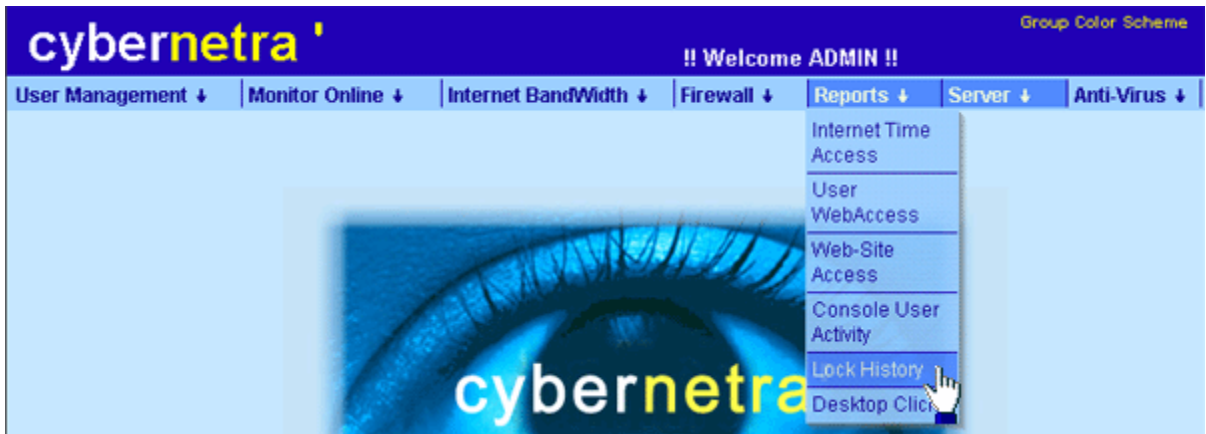 cybernetra '
Group Color Scheme
!! Welcome ADMIN !!
User Management ↓ Monitor Online ↓ Internet BandWidth ↓ Firewall ↓ Reports ↓ Server ↓ Anti-Virus ↓
Internet Time
Access
User
WebAccess
Web-Site
Access
Console User
Activity
Lock History
Desktop
cybernetra